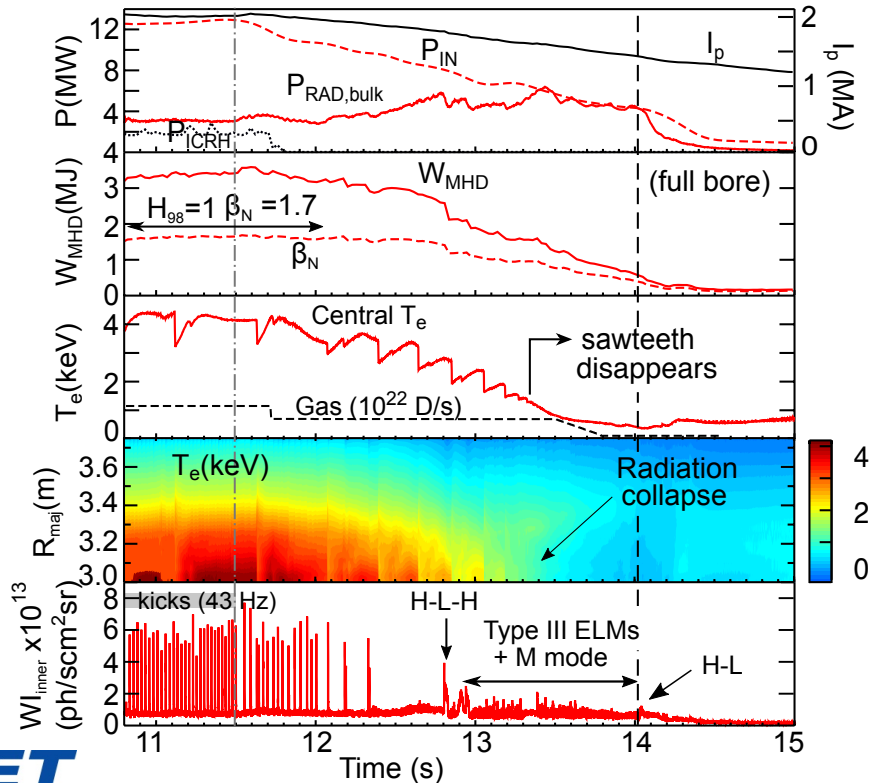 12
8
4
P(MW)
P_IN
P_RAD,bulk
P_ICRH
I_p
2
1
0
I_p (MA)
4
3
2
1
0
W_MHD(MJ)
W_MHD
(full bore)
H_98=1 β_N =1.7
β_N
4
2
0
T_e(keV)
Central T_e
sawteeth
disappears
Gas (10^22 D/s)
3.6
3.4
3.2
3.0
R_maj(m)
T_e(keV)
Radiation
collapse
4
2
0
8
6
4
2
0
WI_inner x10^13
(ph/scm^2sr)
kicks (43 Hz)
H-L-H
Type III ELMs
+ M mode
H-L
11 12 13 14 15
Time (s)